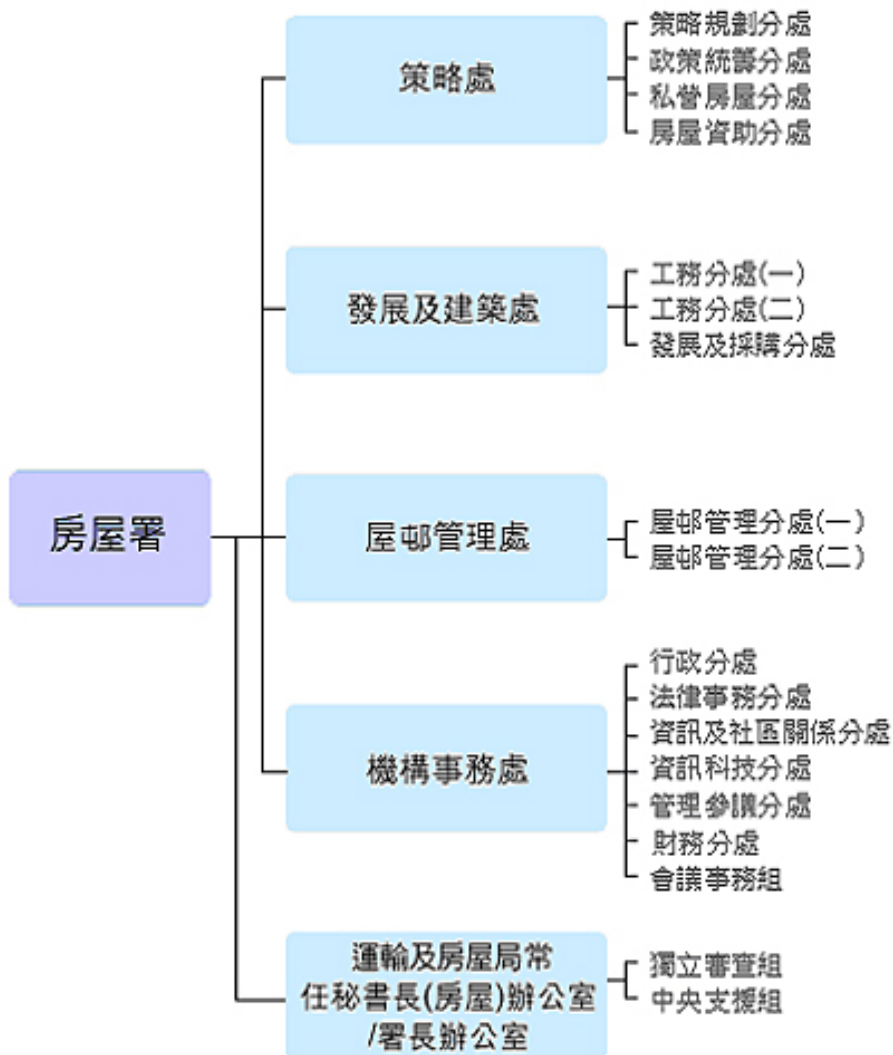 房屋署
策略處
策略規劃分處
政策統籌分處
私營房屋分處
房屋資助分處
發展及建築處
工務分處(一)
工務分處(二)
發展及採購分處
屋邨管理處
屋邨管理分處(一)
屋邨管理分處(二)
機構事務處
行政分處
法律事務分處
資訊及社區關係分處
資訊科技分處
管理參議分處
財務分處
會議事務組
運輸及房屋局常
任秘書長(房屋)辦公室
/署長辦公室
獨立審查組
中央支援組